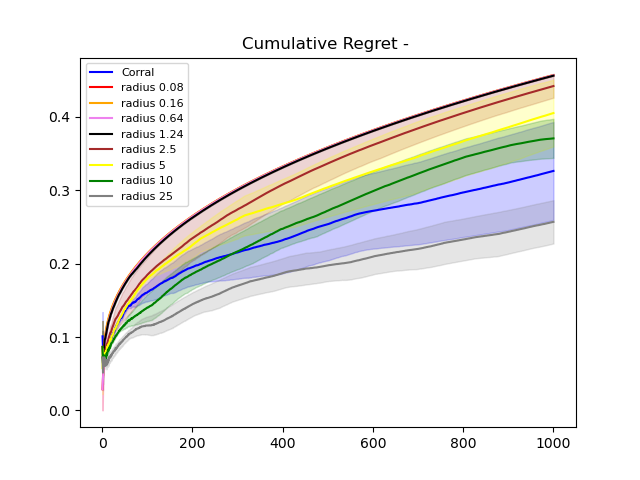 Cumulative Regret -
Corral
radius 0.08
radius 0.16
radius 0.64
radius 1.24
radius 2.5
radius 5
radius 10
radius 25
0.4
0.3
0.2
0.1
0.0
0 200 400 600 800 1000